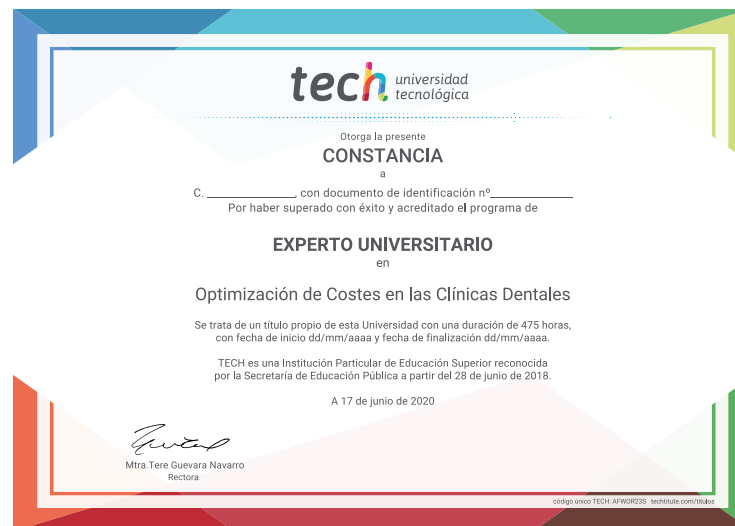 tech universidad
tecnológica
Otorga la presente
CONSTANCIA
a
C. ______________, con documento de identificación nº______________
Por haber superado con éxito y acreditado el programa de
EXPERTO UNIVERSITARIO
en
Optimización de Costes en las Clínicas Dentales
Se trata de un título propio de esta Universidad con una duración de 475 horas,
con fecha de inicio dd/mm/aaaa y fecha de finalización dd/mm/aaaa.
TECH es una Institución Particular de Educación Superior reconocida
por la Secretaría de Educación Pública a partir del 28 de junio de 2018.
A 17 de junio de 2020
Mtra.Tere Guevara Navarro
Rectora
código único TECH: AFWOR23S techtitute.com/titulos